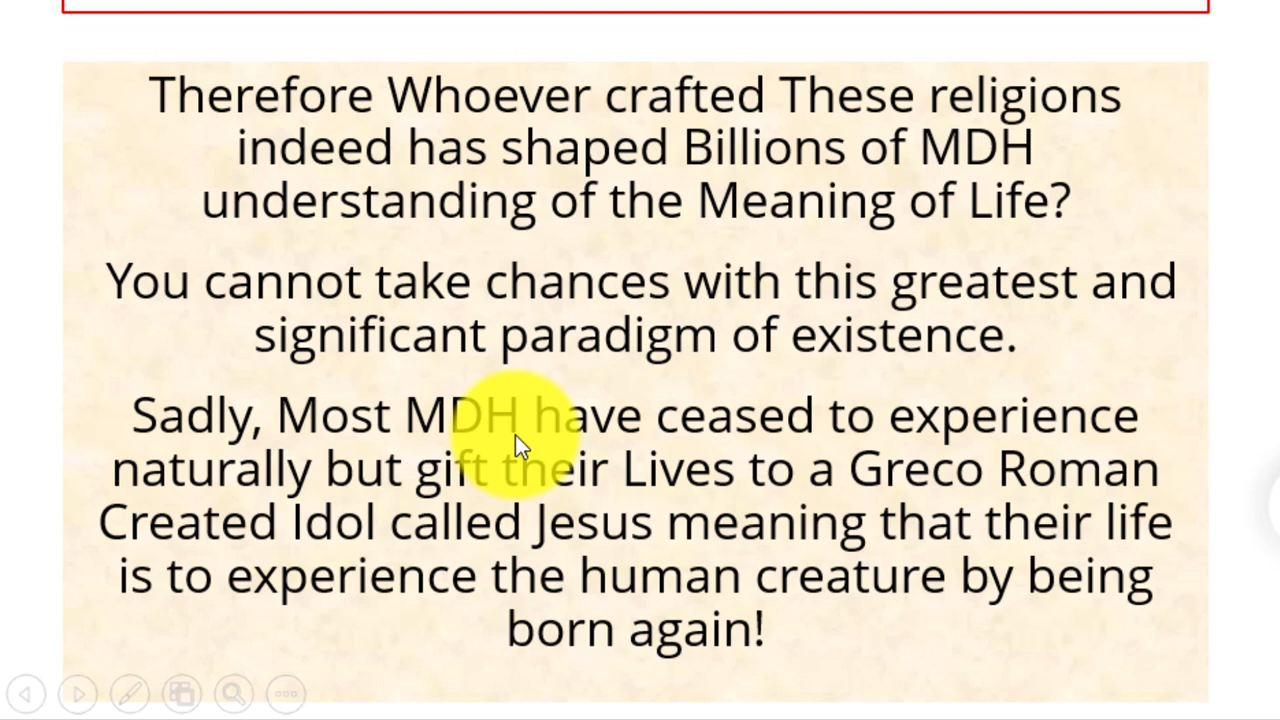 Therefore Whoever crafted These religions
indeed has shaped Billions of MDH
understanding of the Meaning of Life?
You cannot take chances with this greatest and
significant paradigm of existence.
Sadly, Most MDH have ceased to experience
naturally but gift their Lives to a Greco Roman
Created Idol called Jesus meaning that their life
is to experience the human creature by being
born again!